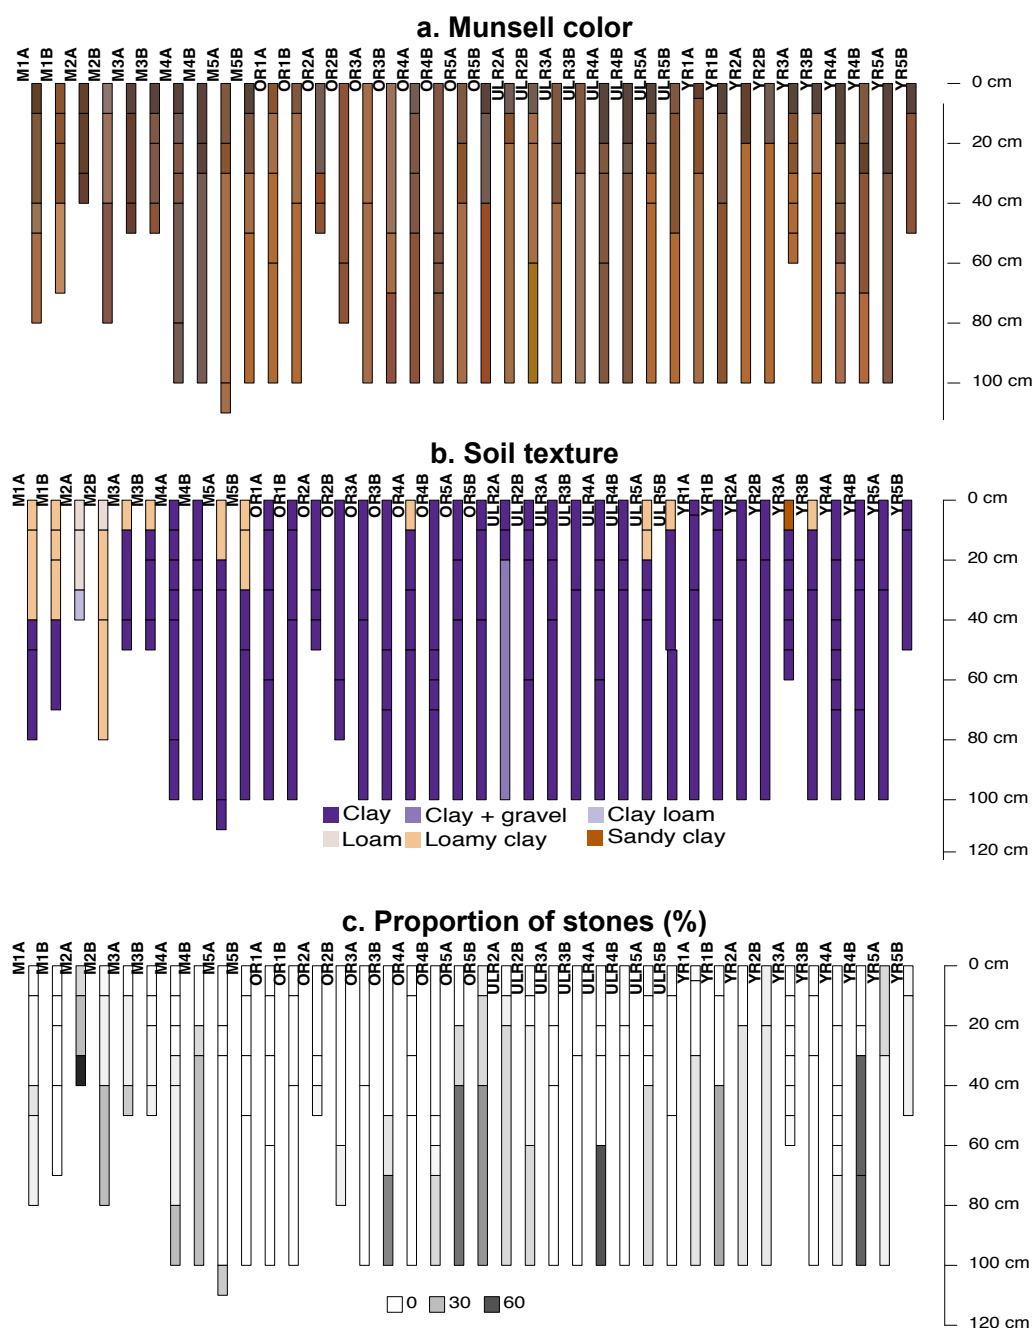 a. Munsell color
M1A M1B M2A M2B M3A M3B M4A M4B M5A M5B OR1A OR1B OR2A OR2B OR3A OR3B OR4A OR4B OR5A OR5B ULR2A ULR2B ULR3A ULR3B ULR4A ULR4B ULR5A ULR5B YR1A YR1B YR2A YR2B YR3A YR3B YR4A YR4B YR5A YR5B
0 cm
20 cm
40 cm
60 cm
80 cm
100 cm
b. Soil texture
M1A M1B M2A M2B M3A M3B M4A M4B M5A M5B OR1A OR1B OR2A OR2B OR3A OR3B OR4A OR4B OR5A OR5B ULR2A ULR2B ULR3A ULR3B ULR4A ULR4B ULR5A ULR5B YR1A YR1B YR2A YR2B YR3A YR3B YR4A YR4B YR5A YR5B
0 cm
20 cm
40 cm
60 cm
80 cm
100 cm
120 cm
Clay Clay + gravel Clay loam
Loam Loamy clay Sandy clay
c. Proportion of stones (%)
M1A M1B M2A M2B M3A M3B M4A M4B M5A M5B OR1A OR1B OR2A OR2B OR3A OR3B OR4A OR4B OR5A OR5B ULR2A ULR2B ULR3A ULR3B ULR4A ULR4B ULR5A ULR5B YR1A YR1B YR2A YR2B YR3A YR3B YR4A YR4B YR5A YR5B
0 cm
20 cm
40 cm
60 cm
80 cm
100 cm
120 cm
0 30 60